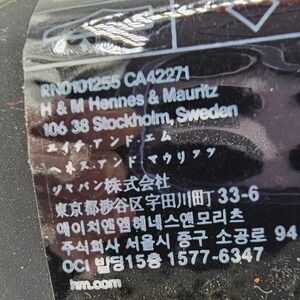 RN0101255 CA42271
H & M Hennes & Mauritz
106 38 Stockholm, Sweden
エイチ・アンド・エム
ヘネス・アンド・マウリッツ
ジャパン株式会社
東京都渋谷区宇田川町33-6
에이치앤엠헤네스앤모리츠
주식회사 서울시 중구 소공로 94
OCI 빌딩15층 1577-6347
hm.com